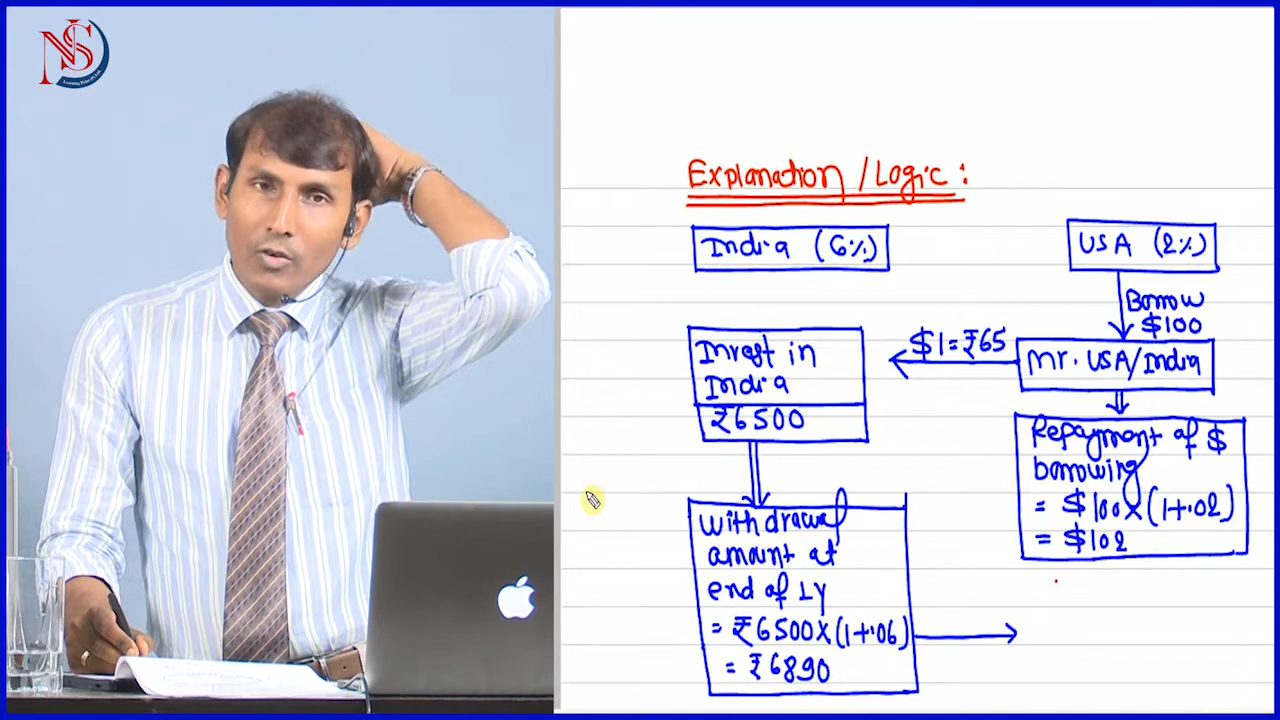 NS
Explanation / Logic :
India (6%)
USA (2%)
Borrow
$100
$1=₹65
Mr. USA/India
Invest in
India
₹6500
Repayment of $
borrowing
= $100×(1+.02)
= $102
Withdrawal
amount at
end of 1Y
= ₹6500×(1+.06)
= ₹6890